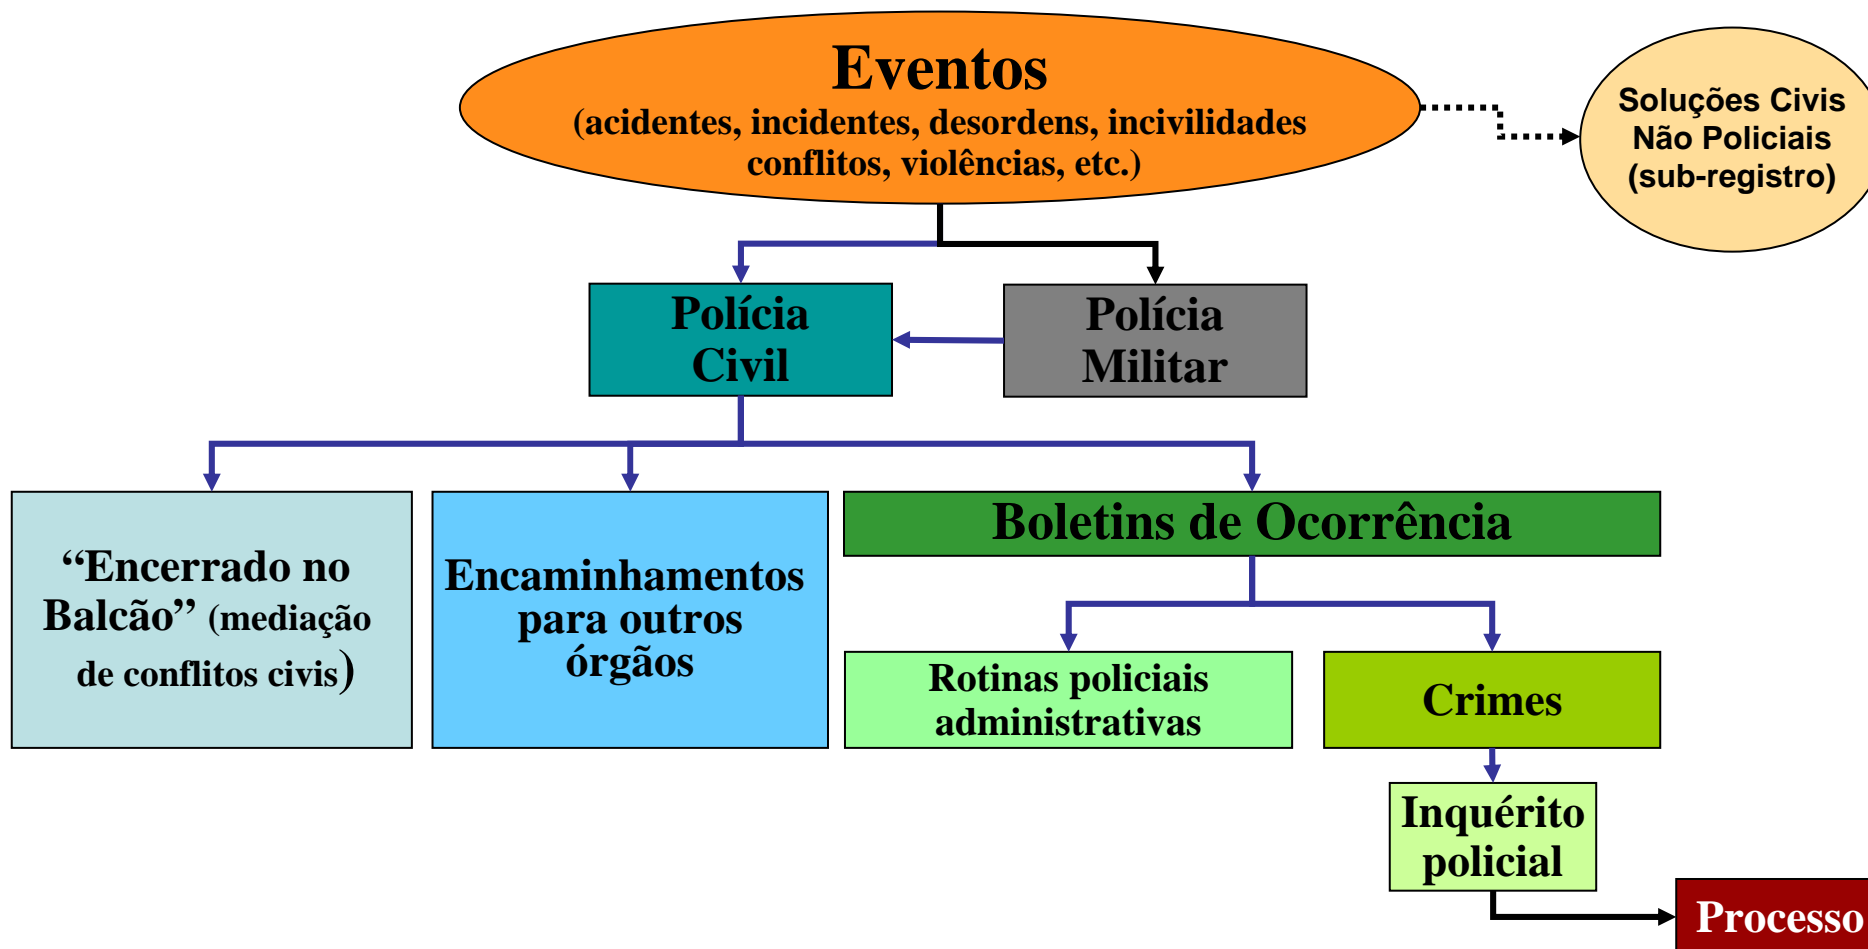 Eventos
(acidentes, incidentes, desordens, incivilidades
conflitos, violências, etc.)
Soluções Civis
Não Policiais
(sub-registro)
Polícia
Civil
Polícia
Militar
“Encerrado no
Balcão” (mediação
de conflitos civis)
Encaminhamentos
para outros
órgãos
Boletins de Ocorrência
Rotinas policiais
administrativas
Crimes
Inquérito
policial
Processo